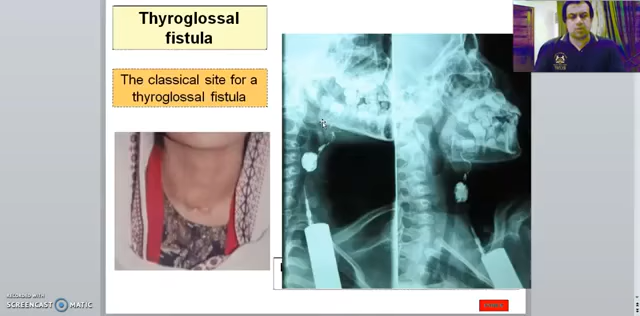 Thyroglossal
fistula
The classical site for a
thyroglossal fistula
RECORDED WITH
SCREENCAST MATIC